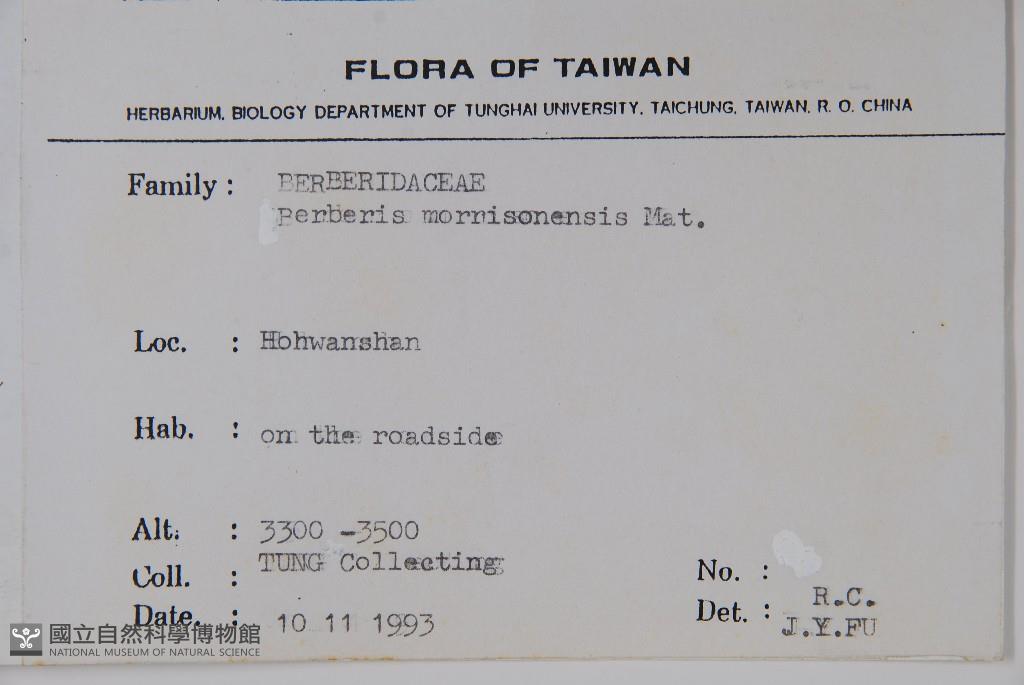 FLORA OF TAIWAN
HERBARIUM, BIOLOGY DEPARTMENT OF TUNGHAI UNIVERSITY, TAICHUNG, TAIWAN, R. O. CHINA
Family : BERBERIDACEAE
Berberis morrisonensis Mat.
Loc. : Hohwanshan
Hab. : on the roadside
Alt. : 3300 -3500
Coll. : TUNG Collecting
No. :
Date. : 10 11 1993
Det. : R.C.
J.Y.FU
國立自然科學博物館
NATIONAL MUSEUM OF NATURAL SCIENCE